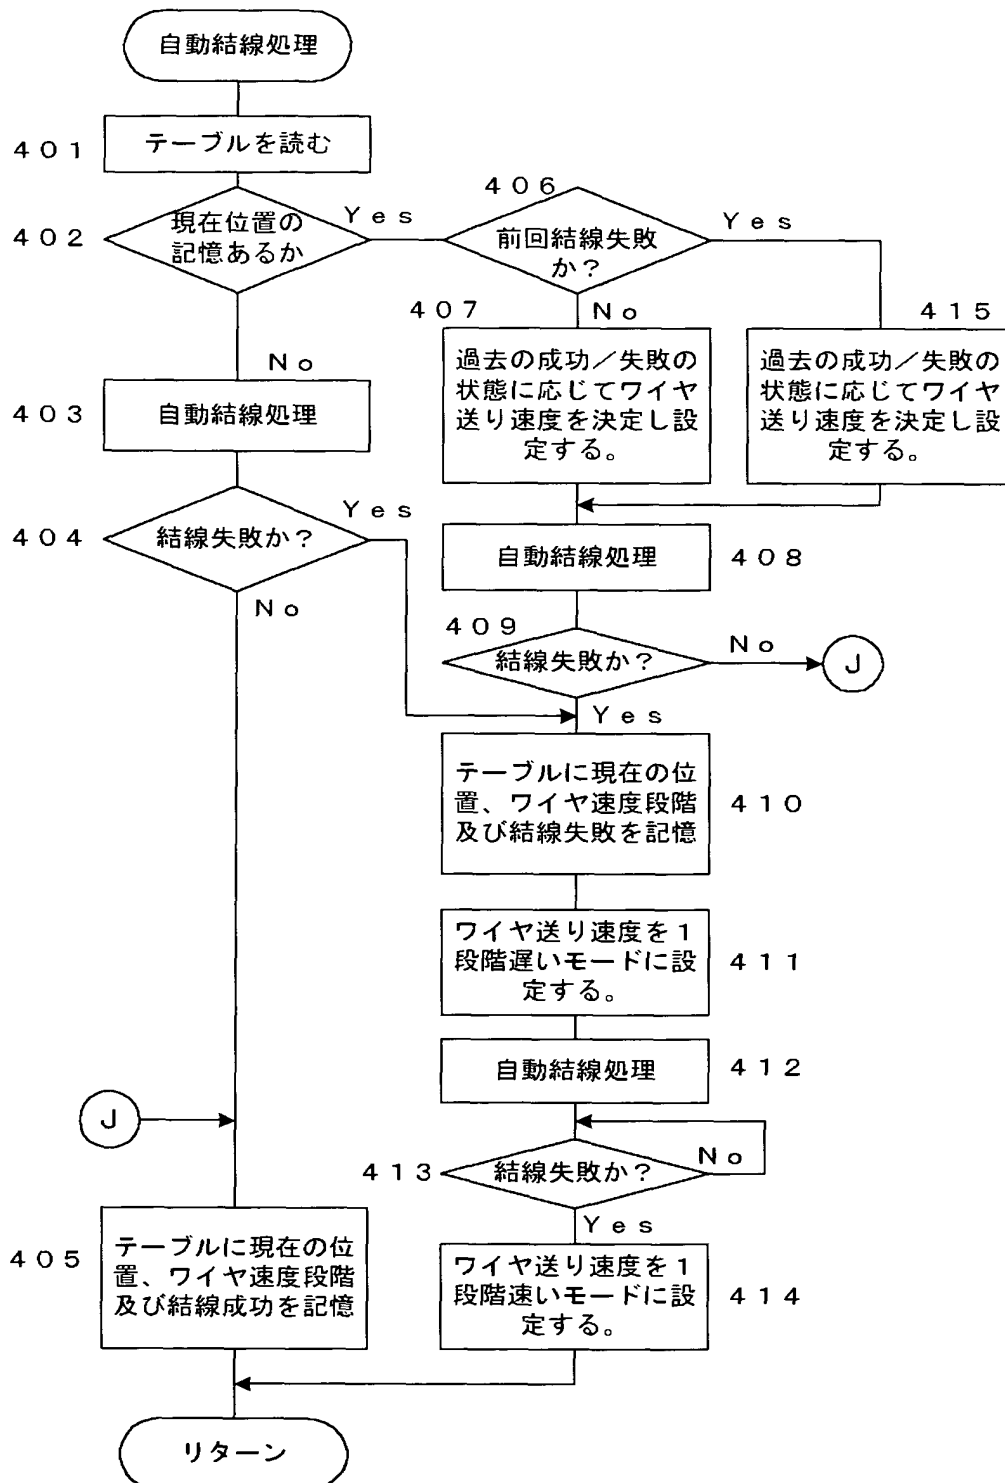 自動結線処理
401
テーブルを読む
402
現在位置の
記憶あるか
Yes
406
前回結線失敗
か？
Yes
No
407
過去の成功／失敗の
状態に応じてワイヤ
送り速度を決定し設
定する。
415
過去の成功／失敗の
状態に応じてワイヤ
送り速度を決定し設
定する。
No
403
自動結線処理
404
結線失敗か？
Yes
No
自動結線処理
408
409
結線失敗か？
No
J
Yes
テーブルに現在の位
置、ワイヤ速度段階
及び結線失敗を記憶
410
ワイヤ送り速度を１
段階遅いモードに設
定する。
411
自動結線処理
412
J
413
結線失敗か？
No
Yes
405
テーブルに現在の位
置、ワイヤ速度段階
及び結線成功を記憶
ワイヤ送り速度を１
段階速いモードに設
定する。
414
リターン